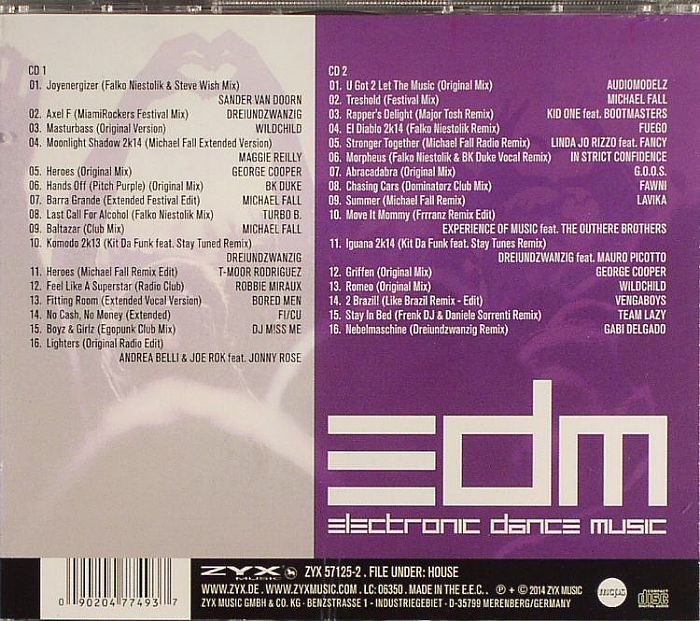 CD 1
01. Joyenergizer (Falko Niestolik & Steve Wish Mix)
SANDER VAN DOORN
02. Axel F (MiamiRockers Festival Mix) DREIUNDZWANZIG
03. Masturbass (Original Version) WILDCHILD
04. Moonlight Shadow 2k14 (Michael Fall Extended Version)
MAGGIE REILLY
05. Heroes (Original Mix) GEORGE COOPER
06. Hands Off (Pitch Purple) (Original Mix) BK DUKE
07. Barra Grande (Extended Festival Edit) MICHAEL FALL
08. Last Call For Alcohol (Falko Niestolik Mix) TURBO B.
09. Baltazar (Club Mix) MICHAEL FALL
10. Komodo 2k13 (Kit Da Funk feat. Stay Tuned Remix)
DREIUNDZWANZIG
11. Heroes (Michael Fall Remix Edit) T-MOOR RODRIGUEZ
12. Feel Like A Superstar (Radio Club) ROBBIE MIRAUX
13. Fitting Room (Extended Vocal Version) BORED MEN
14. No Cash, No Money (Extended) FI/CU
15. Boyz & Girlz (Egopunk Club Mix) DJ M!SS ME
16. Lighters (Original Radio Edit)
ANDREA BELLI & JOE ROK feat. JONNY ROSE
CD 2
01. U Got 2 Let The Music (Original Mix) AUDIOMODELZ
02. Treshold (Festival Mix) MICHAEL FALL
03. Rapper's Delight (Major Tosh Remix) KID ONE feat. BOOTMASTERS
04. El Diablo 2k14 (Falko Niestolik Remix) FUEGO
05. Stronger Together (Michael Fall Radio Remix) LINDA JO RIZZO feat. FANCY
06. Morpheus (Falko Niestolik & BK Duke Vocal Remix) IN STRICT CONFIDENCE
07. Abracadabra (Original Mix) G.O.O.S.
08. Chasing Cars (Dominatorz Club Mix) FAWNI
09. Summer (Michael Fall Remix) LAVIKA
10. Move It Mommy (Frrranz Remix Edit)
EXPERIENCE OF MUSIC feat. THE OUTHERE BROTHERS
11. Iguana 2k14 (Kit Da Funk feat. Stay Tunes Remix)
DREIUNDZWANZIG feat. MAURO PICOTTO
12. Griffen (Original Mix) GEORGE COOPER
13. Romeo (Original Mix) WILDCHILD
14. 2 Brazil! (Like Brazil Remix - Edit) VENGABOYS
15. Stay In Bed (Frenk DJ & Daniele Sorrenti Remix) TEAM LAZY
16. Nebelmaschine (Dreiundzwanzig Remix) GABI DELGADO
edm
electronic dance music
0 90204 77493 7
ZYX MUSIC
ZYX 57125-2 . FILE UNDER: HOUSE
WWW.ZYX.DE . WWW.ZYXMUSIC.COM . LC: 06350 . MADE IN THE E.E.C. . ℗ + © 2014 ZYX MUSIC
ZYX MUSIC GMBH & CO. KG · BENZSTRASSE 1 - INDUSTRIEGEBIET - D-35799 MERENBERG/GERMANY
mcps
COMPACT disc DIGITAL AUDIO